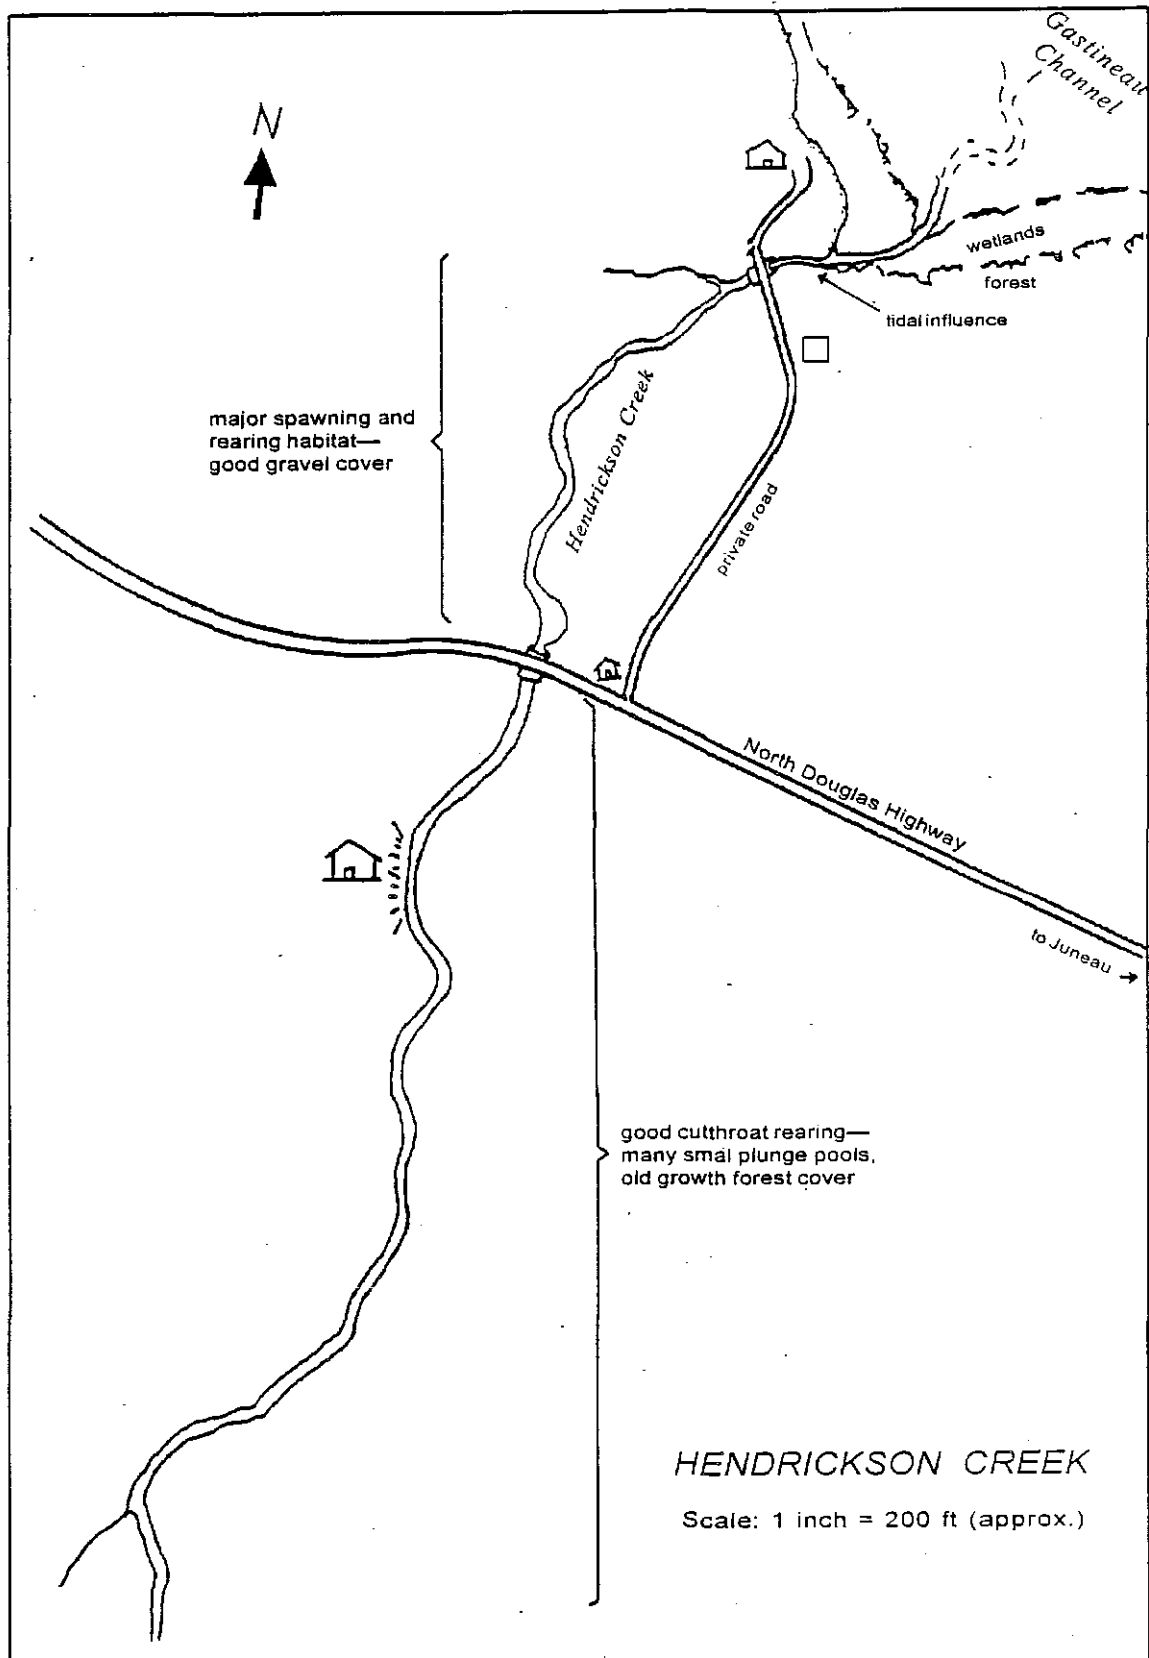 Gastineau
Channel
N
wetlands
forest
tidal influence
major spawning and
rearing habitat—
good gravel cover
Hendrickson Creek
private road
North Douglas Highway
to Juneau
good cutthroat rearing—
many smal plunge pools,
old growth forest cover
HENDRICKSON CREEK
Scale: 1 inch = 200 ft (approx.)